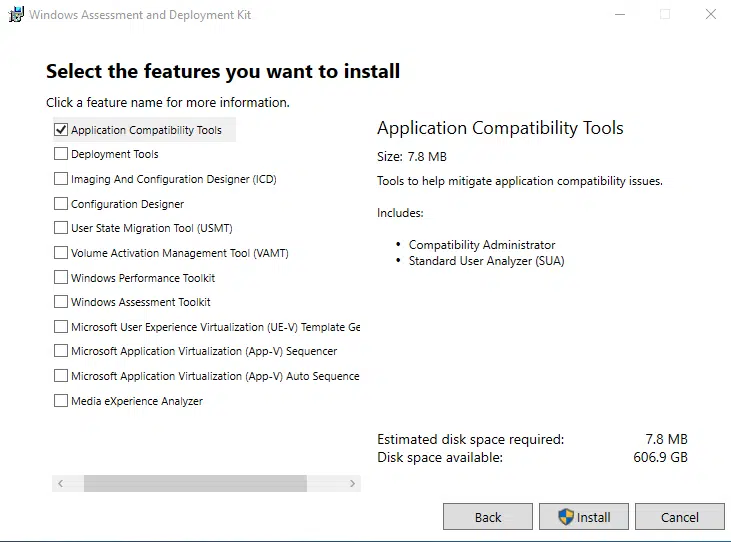 Windows Assessment and Deployment Kit
Select the features you want to install
Click a feature name for more information.
Application Compatibility Tools
Deployment Tools
Imaging And Configuration Designer (ICD)
Configuration Designer
User State Migration Tool (USMT)
Volume Activation Management Tool (VAMT)
Windows Performance Toolkit
Windows Assessment Toolkit
Microsoft User Experience Virtualization (UE-V) Template Ge
Microsoft Application Virtualization (App-V) Sequencer
Microsoft Application Virtualization (App-V) Auto Sequence
Media eXperience Analyzer
Application Compatibility Tools
Size: 7.8 MB
Tools to help mitigate application compatibility issues.
Includes:
• Compatibility Administrator
• Standard User Analyzer (SUA)
Estimated disk space required: 7.8 MB
Disk space available: 606.9 GB
Back Install Cancel